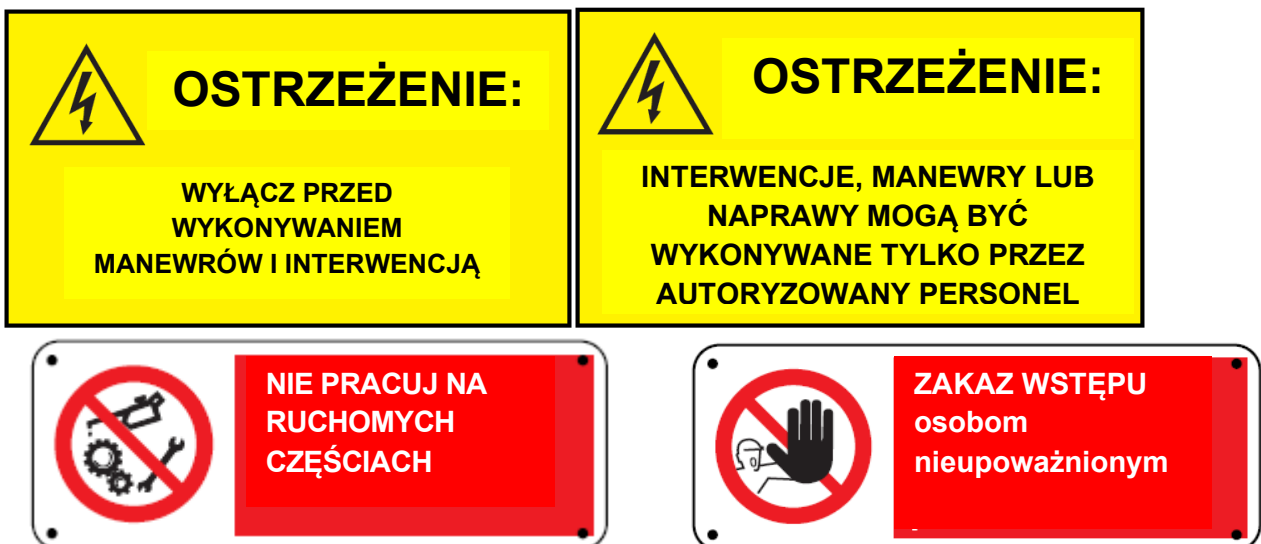 OSTRZEŻENIE:
WYŁĄCZ PRZED
WYKONYWANIEM
MANEWRÓW I INTERWENCJĄ
OSTRZEŻENIE:
INTERWENCJE, MANEWRY LUB
NAPRAWY MOGĄ BYĆ
WYKONYWANE TYLKO PRZEZ
AUTORYZOWANY PERSONEL
NIE PRACUJ NA
RUCHOMYCH
CZĘŚCIACH
ZAKAZ WSTĘPU
osobom
nieupoważnionym